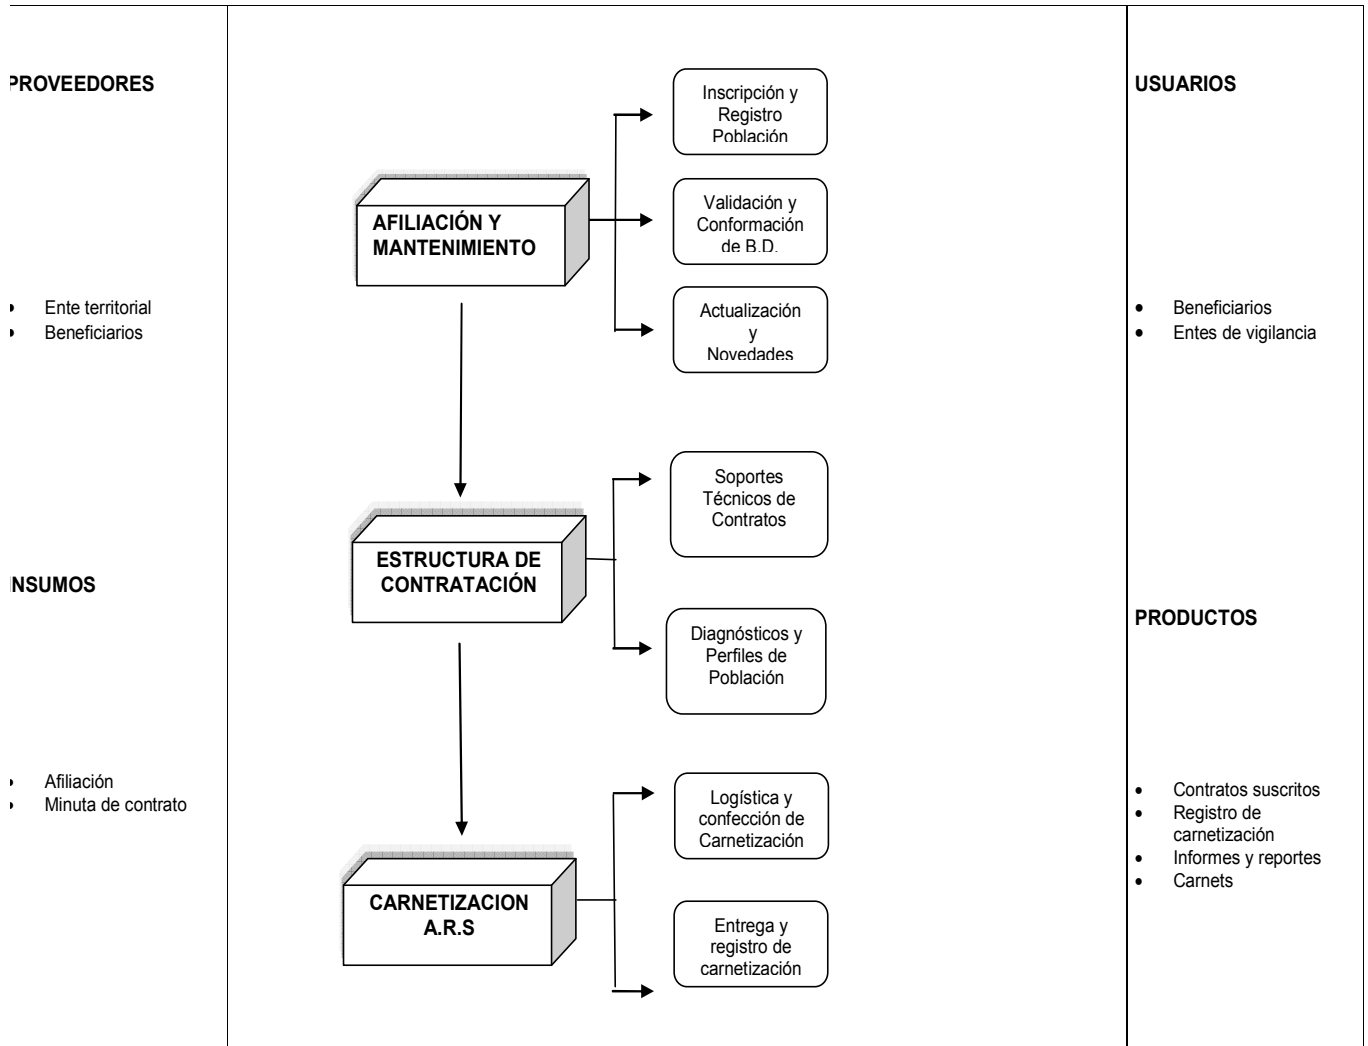 PROVEEDORES
• Ente territorial
• Beneficiarios
INSUMOS
• Afiliación
• Minuta de contrato
AFILIACIÓN Y
MANTENIMIENTO
Inscripción y
Registro
Población
Validación y
Conformación
de B.D.
Actualización
y
Novedades
ESTRUCTURA DE
CONTRATACIÓN
Soportes
Técnicos de
Contratos
Diagnósticos y
Perfiles de
Población
CARNETIZACION
A.R.S
Logística y
confección de
Carnetización
Entrega y
registro de
carnetización
USUARIOS
• Beneficiarios
• Entes de vigilancia
PRODUCTOS
• Contratos suscritos
• Registro de
carnetización
• Informes y reportes
• Carnets